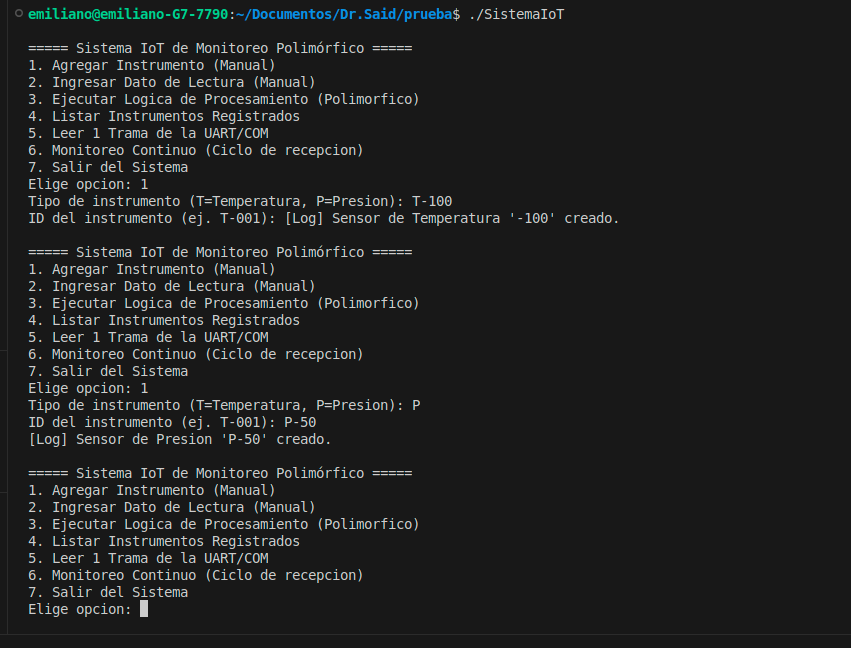 emiliano@emiliano-G7-7790:~/Documentos/Dr.Said/prueba$ ./SistemaIoT
===== Sistema IoT de Monitoreo Polimórfico =====
1. Agregar Instrumento (Manual)
2. Ingresar Dato de Lectura (Manual)
3. Ejecutar Logica de Procesamiento (Polimorfico)
4. Listar Instrumentos Registrados
5. Leer 1 Trama de la UART/COM
6. Monitoreo Continuo (Ciclo de recepcion)
7. Salir del Sistema
Elige opcion: 1
Tipo de instrumento (T=Temperatura, P=Presion): T-100
ID del instrumento (ej. T-001): [Log] Sensor de Temperatura '-100' creado.
===== Sistema IoT de Monitoreo Polimórfico =====
1. Agregar Instrumento (Manual)
2. Ingresar Dato de Lectura (Manual)
3. Ejecutar Logica de Procesamiento (Polimorfico)
4. Listar Instrumentos Registrados
5. Leer 1 Trama de la UART/COM
6. Monitoreo Continuo (Ciclo de recepcion)
7. Salir del Sistema
Elige opcion: 1
Tipo de instrumento (T=Temperatura, P=Presion): P
ID del instrumento (ej. T-001): P-50
[Log] Sensor de Presion 'P-50' creado.
===== Sistema IoT de Monitoreo Polimórfico =====
1. Agregar Instrumento (Manual)
2. Ingresar Dato de Lectura (Manual)
3. Ejecutar Logica de Procesamiento (Polimorfico)
4. Listar Instrumentos Registrados
5. Leer 1 Trama de la UART/COM
6. Monitoreo Continuo (Ciclo de recepcion)
7. Salir del Sistema
Elige opcion: